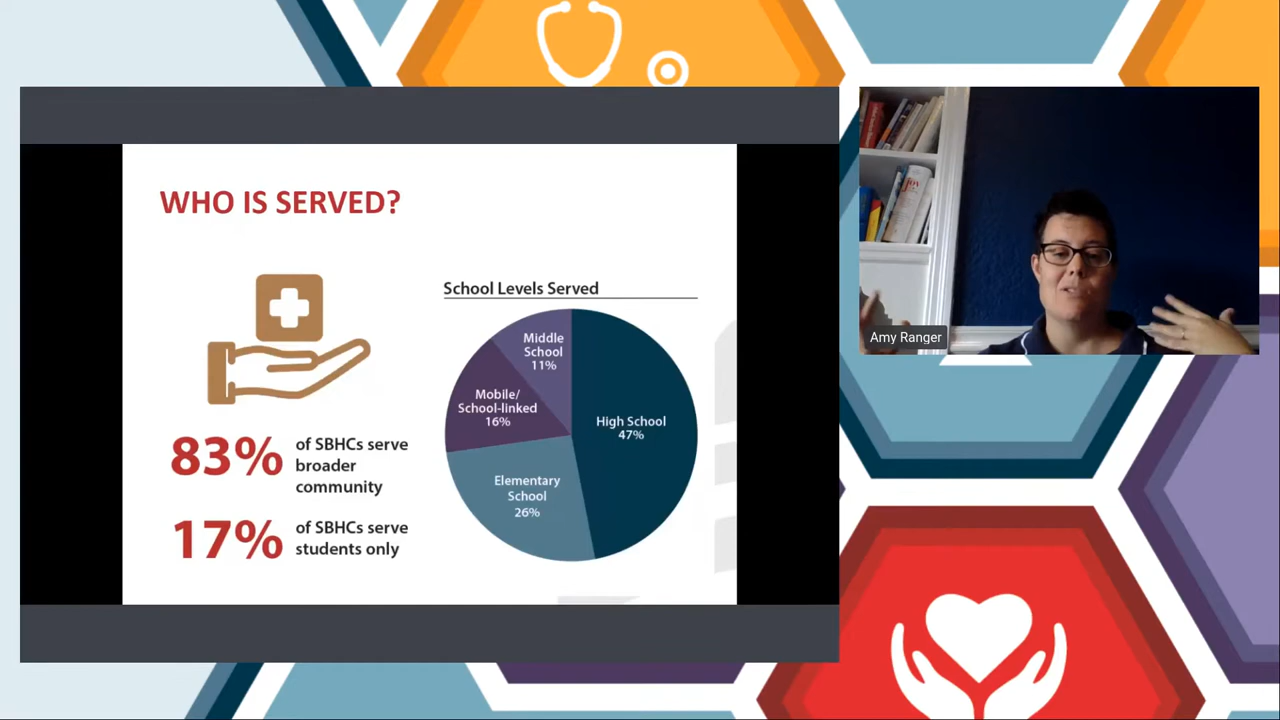 WHO IS SERVED?
83%
of SBHCs serve
broader
community
17%
of SBHCs serve
students only
School Levels Served
Middle
School
11%
Mobile/
School-linked
16%
High School
47%
Elementary
School
26%
Amy Ranger
joy